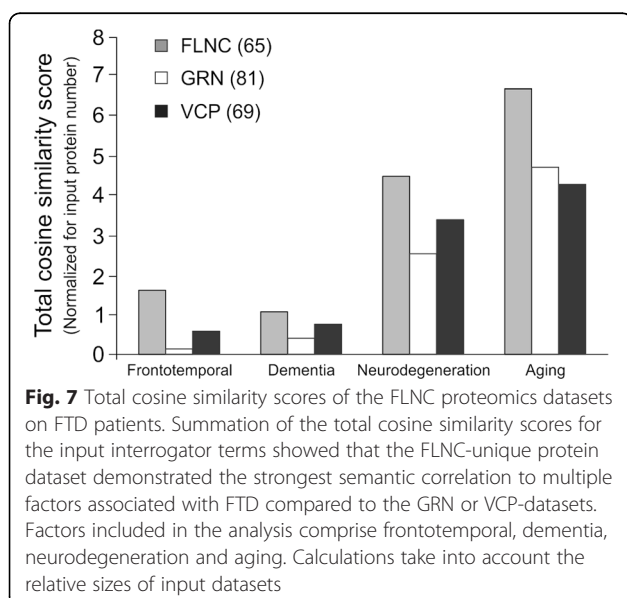 8
7
6
5
4
3
2
1
0
Total cosine similarity score
(Normalized for input protein number)
FLNC (65)
GRN (81)
VCP (69)
Frontotemporal Dementia Neurodegeneration Aging
Fig. 7 Total cosine similarity scores of the FLNC proteomics datasets
on FTD patients. Summation of the total cosine similarity scores for
the input interrogator terms showed that the FLNC-unique protein
dataset demonstrated the strongest semantic correlation to multiple
factors associated with FTD compared to the GRN or VCP-datasets.
Factors included in the analysis comprise frontotemporal, dementia,
neurodegeneration and aging. Calculations take into account the
relative sizes of input datasets